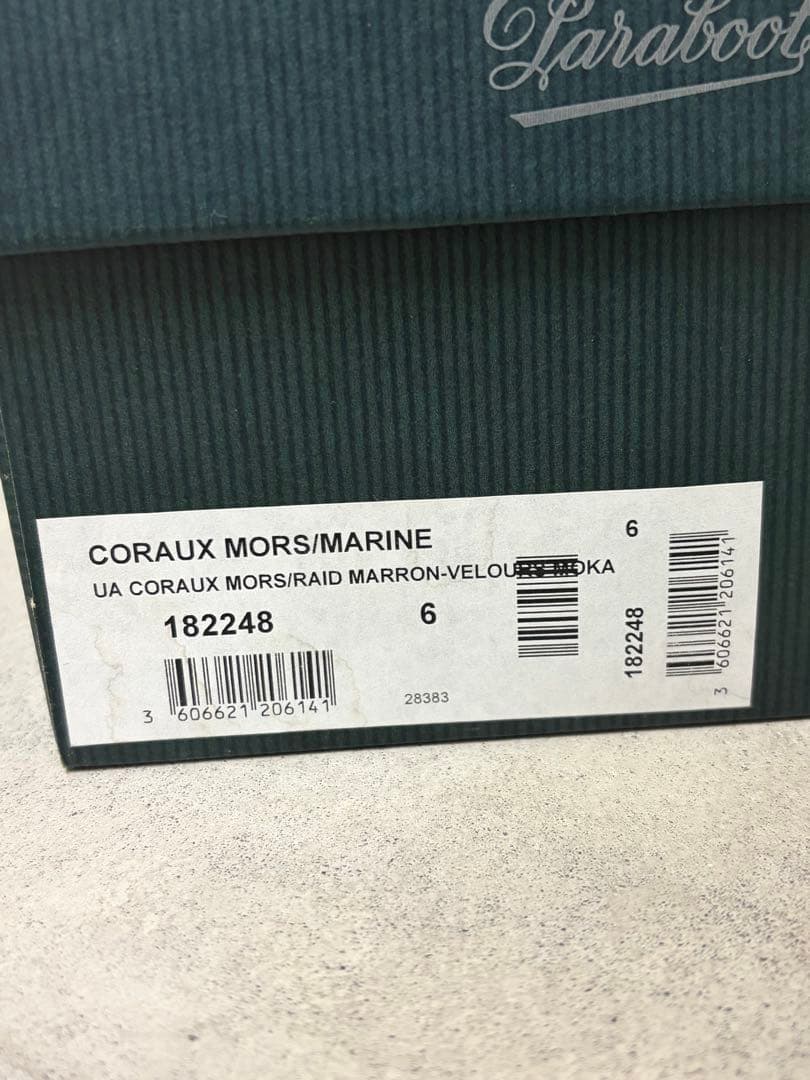 Paraboot
CORAUX MORS/MARINE
UA CORAUX MORS/RAID MARRON-VELOURS MOKA
182248
6
3 606621 206141
28383
6
182248
3 606621 206141